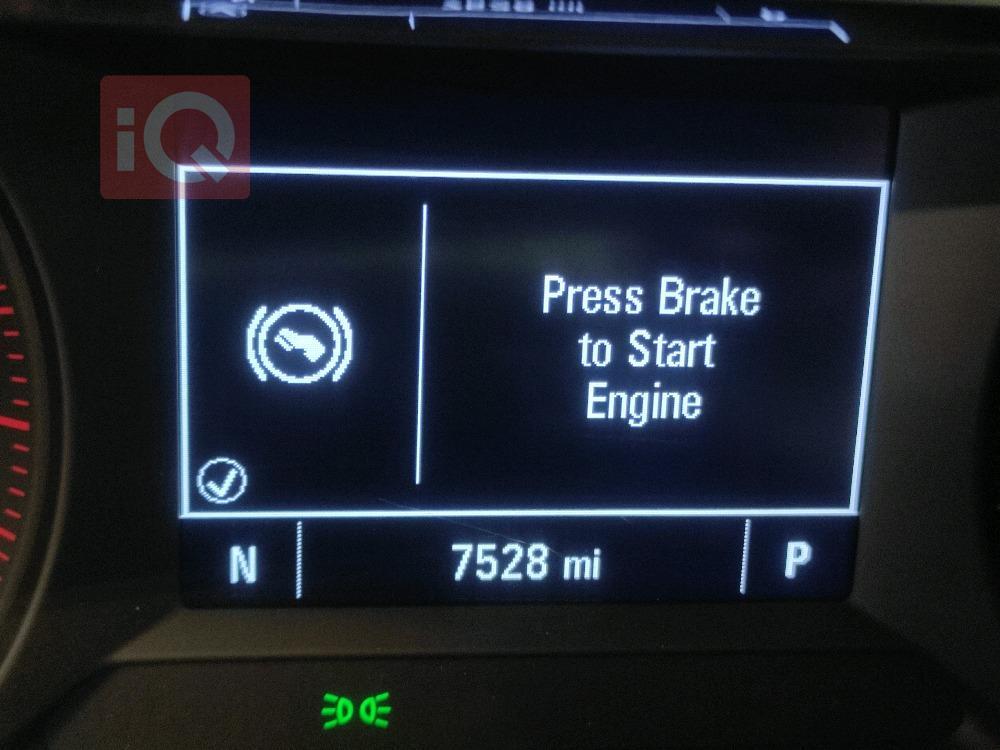 iQ
Press Brake
to Start
Engine
N 7528 mi P